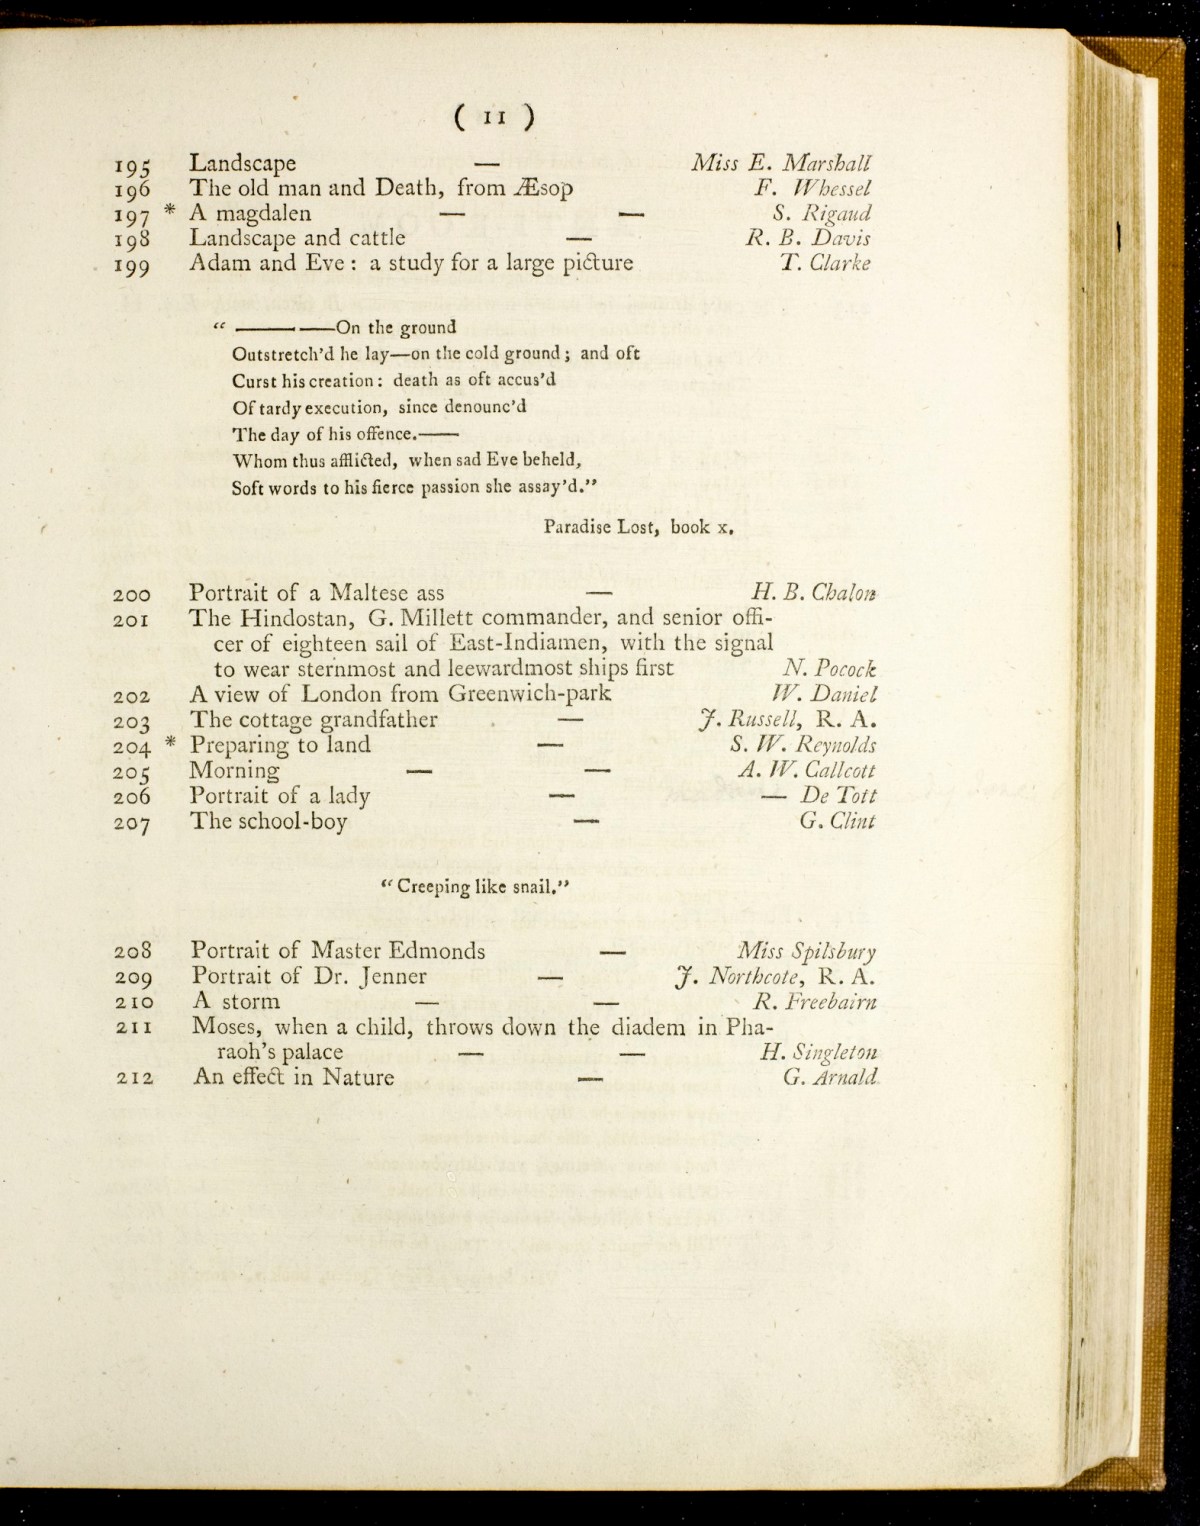 ( 11 )
195 Landscape — Miss E. Marshall
196 The old man and Death, from Æsop F. Whessel
197 * A magdalen — — S. Rigaud
198 Landscape and cattle — R. B. Davis
199 Adam and Eve : a study for a large picture T. Clarke
“ ——— ——On the ground
Outstretch’d he lay—on the cold ground ; and oft
Curst his creation : death as oft accus’d
Of tardy execution, since denounc’d
The day of his offence.——
Whom thus afflicted, when sad Eve beheld,
Soft words to his fierce passion she assay’d.”
Paradise Lost, book x.
200 Portrait of a Maltese ass — H. B. Chalon
201 The Hindostan, G. Millett commander, and senior offi-
cer of eighteen sail of East-Indiamen, with the signal
to wear sternmost and leewardmost ships first N. Pocock
202 A view of London from Greenwich-park W. Daniel
203 The cottage grandfather — J. Russell, R. A.
204 * Preparing to land — S. W. Reynolds
205 Morning — — A. W. Callcott
206 Portrait of a lady — — De Tott
207 The school-boy — G. Clint
“ Creeping like snail.”
208 Portrait of Master Edmonds — Miss Spilsbury
209 Portrait of Dr. Jenner — J. Northcote, R. A.
210 A storm — — R. Freebairn
211 Moses, when a child, throws down the diadem in Pha-
raoh’s palace — — H. Singleton
212 An effect in Nature — G. Arnald